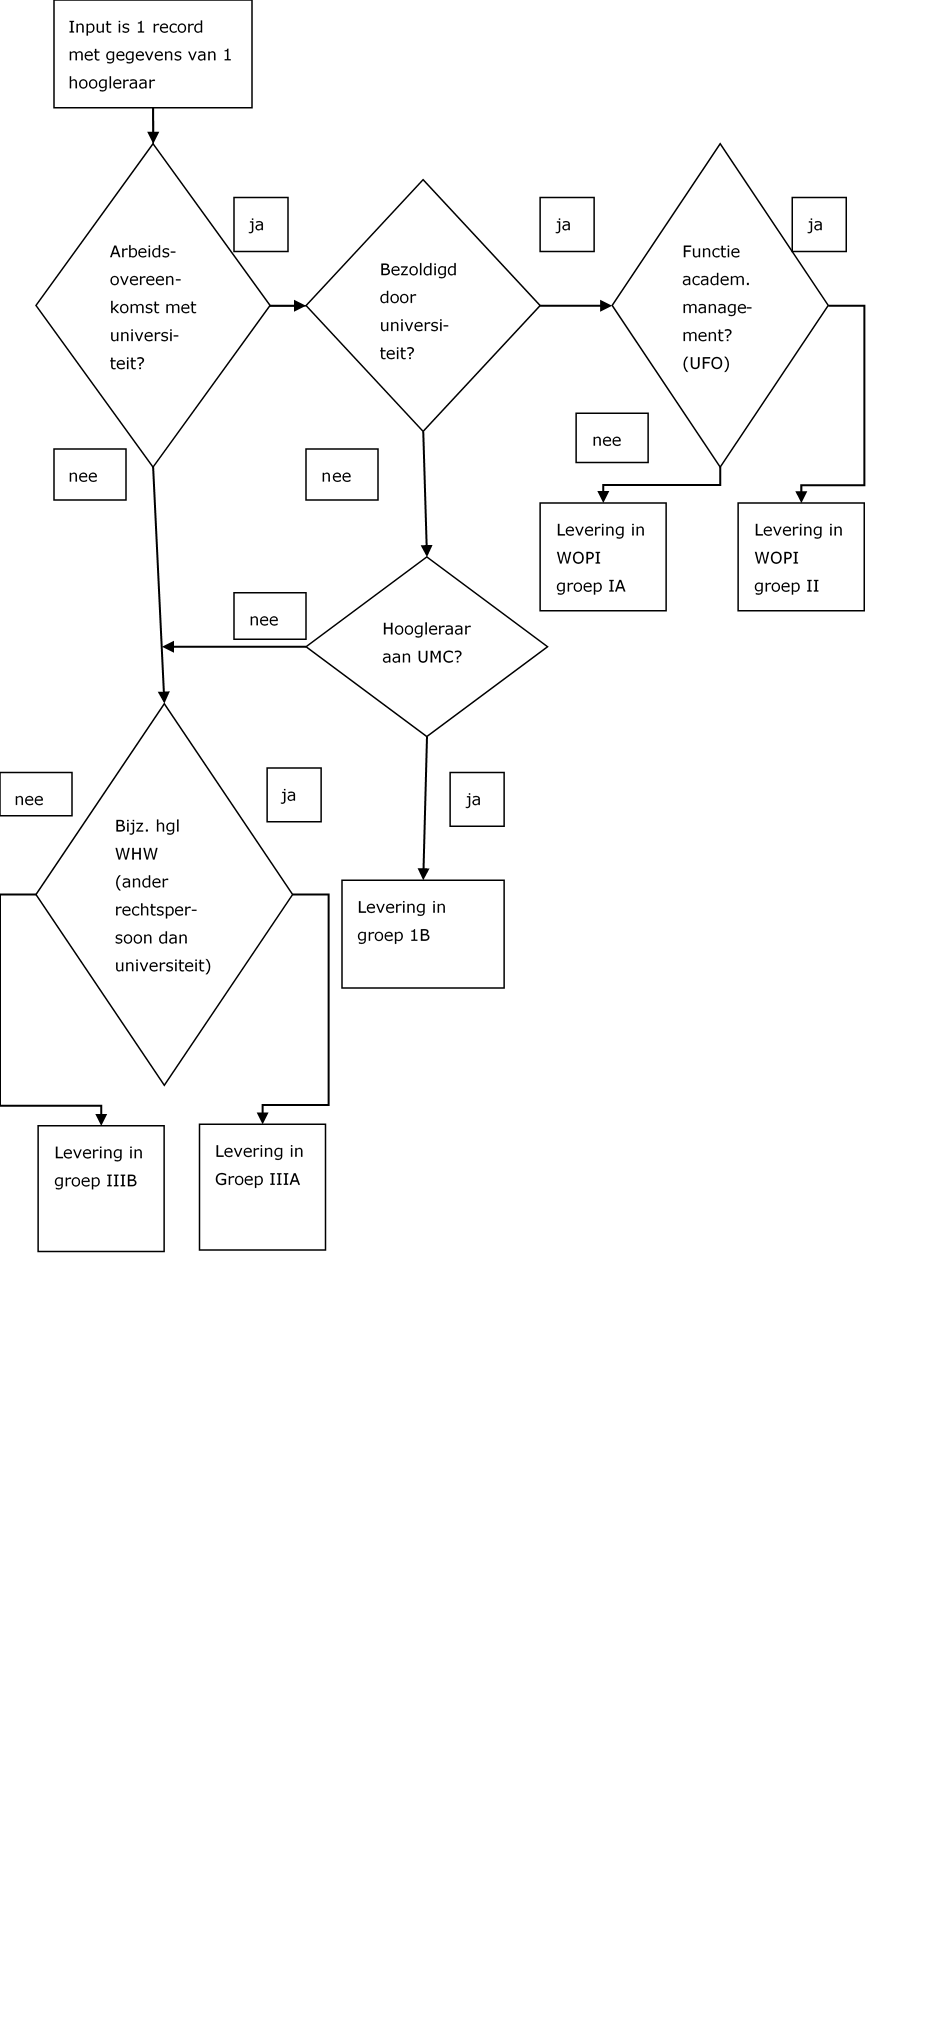 Input is 1 record
met gegevens van 1
hoogleraar
ja
ja
ja
Arbeids-
overeen-
komst met
universi-
teit?
Bezoldigd
door
universi-
teit?
Functie
academ.
manage-
ment?
(UFO)
nee
nee
nee
Levering in
WOPI
groep IA
Levering in
WOPI
groep II
nee
Hoogleraar
aan UMC?
nee
ja
ja
Bijz. hgl
WHW
(ander
rechtsper-
soon dan
universiteit)
Levering in
groep 1B
Levering in
groep IIIB
Levering in
Groep IIIA